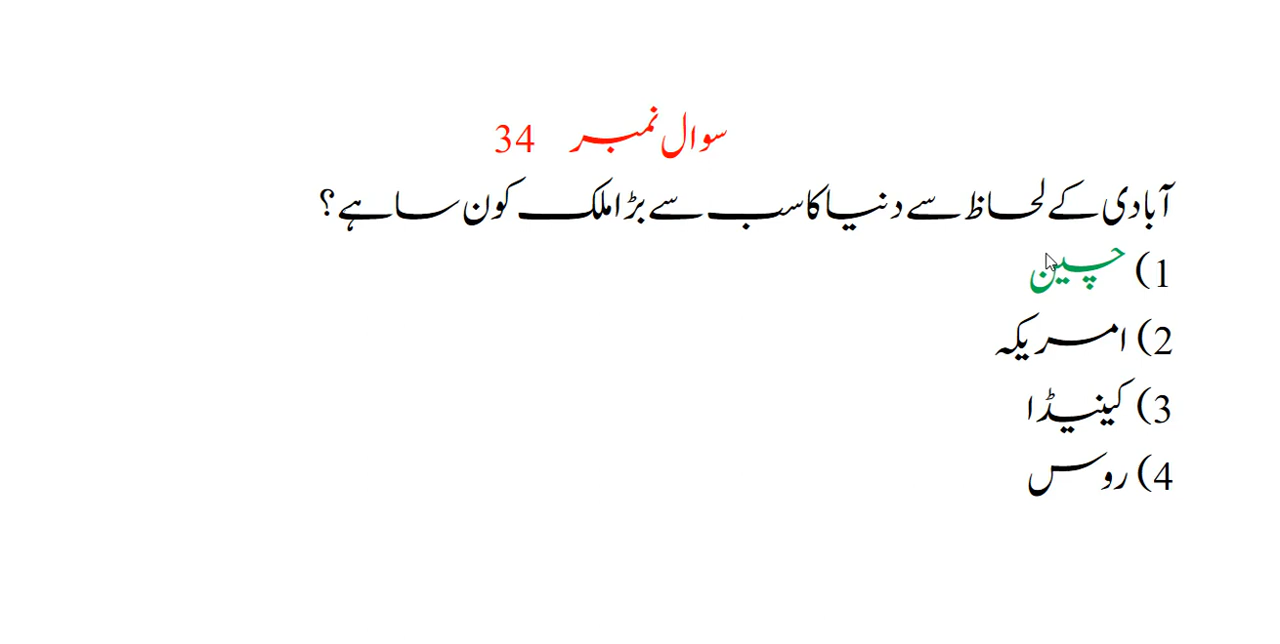 سوال نمبر 34
آبادی کے لحاظ سے دنیا کا سب سے بڑا ملک کون سا ہے؟
1) چین
2) امریکہ
3) کینیڈا
4) روس